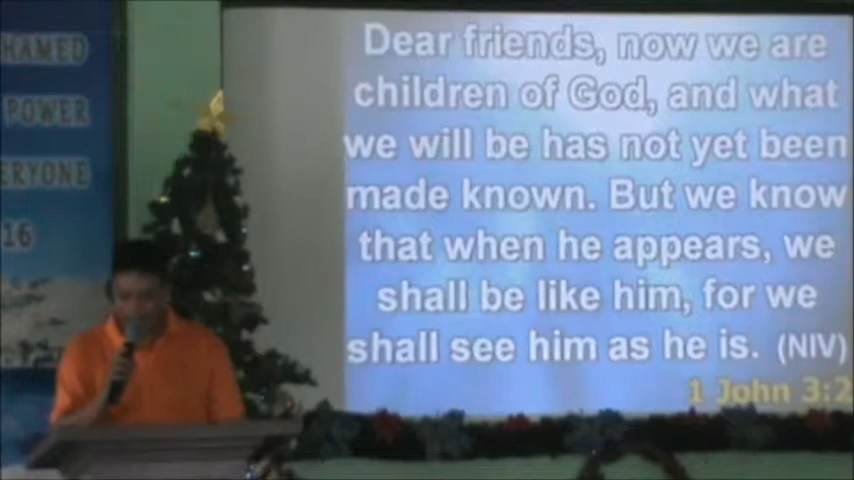 HAMED
POWER
ERYONE
16
Dear friends, now we are
children of God, and what
we will be has not yet been
made known. But we know
that when he appears, we
shall be like him, for we
shall see him as he is. (NIV)
1 John 3:2